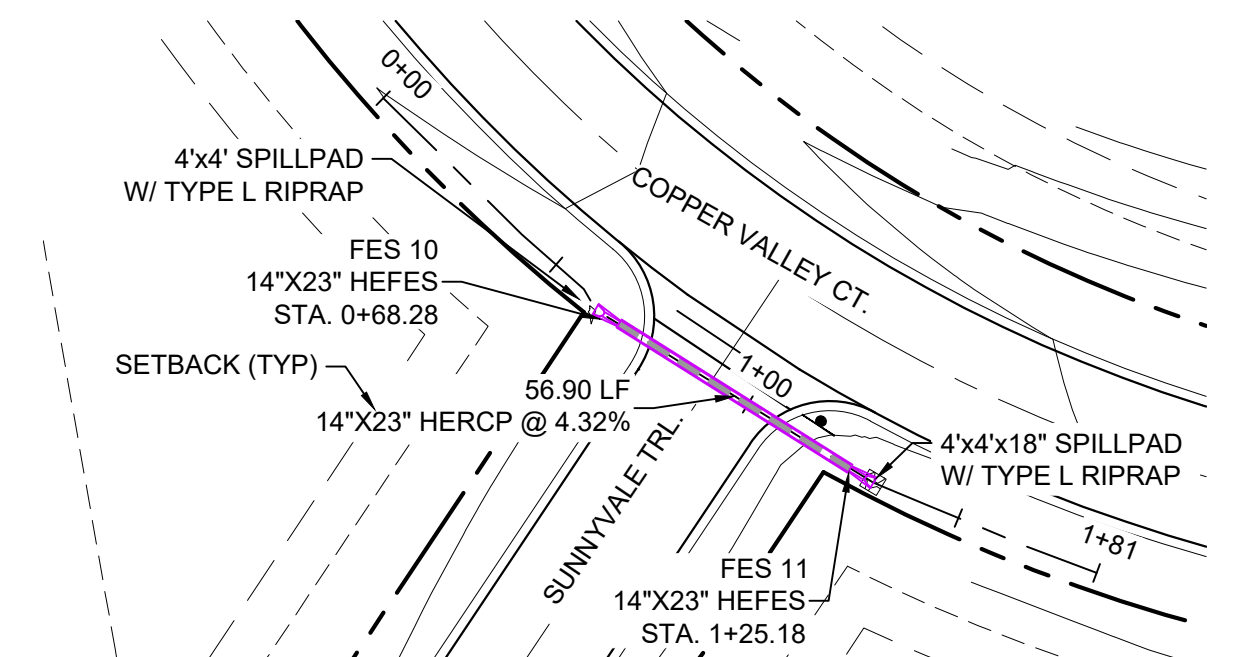 0+00
4'x4' SPILLPAD
W/ TYPE L RIPRAP
COPPER VALLEY CT.
FES 10
14"X23" HEFES
STA. 0+68.28
SETBACK (TYP)
1+00
56.90 LF
14"X23" HERCP @ 4.32%
SUNNYVALE TRL.
4'x4'x18" SPILLPAD
W/ TYPE L RIPRAP
1+81
FES 11
14"X23" HEFES
STA. 1+25.18